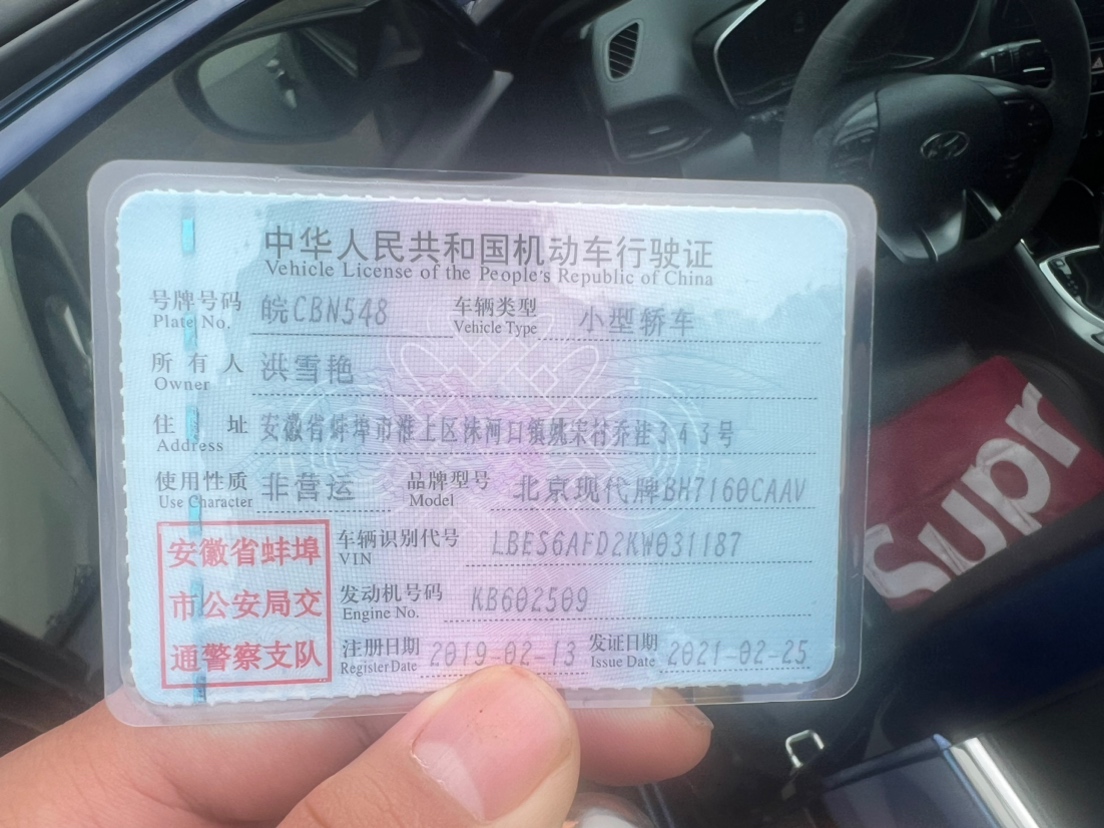 中华人民共和国机动车行驶证
Vehicle License of the People's Republic of China
号牌号码 皖CBN548 车辆类型 小型轿车
Plate No. Vehicle Type
所有人 洪雪艳
Owner
住址 安徽省蚌埠市淮上区沫河口镇姚宋村乔洼343号
Address
使用性质 非营运 品牌型号 北京现代牌BH7160CAAV
Use Character Model
车辆识别代号 LBES6AFD2KW031187
VIN
发动机号码 KB602509
Engine No.
注册日期 2019-02-13 发证日期 2021-02-25
Register Date Issue Date
安徽省蚌埠
市公安局交
通警察支队
Supr